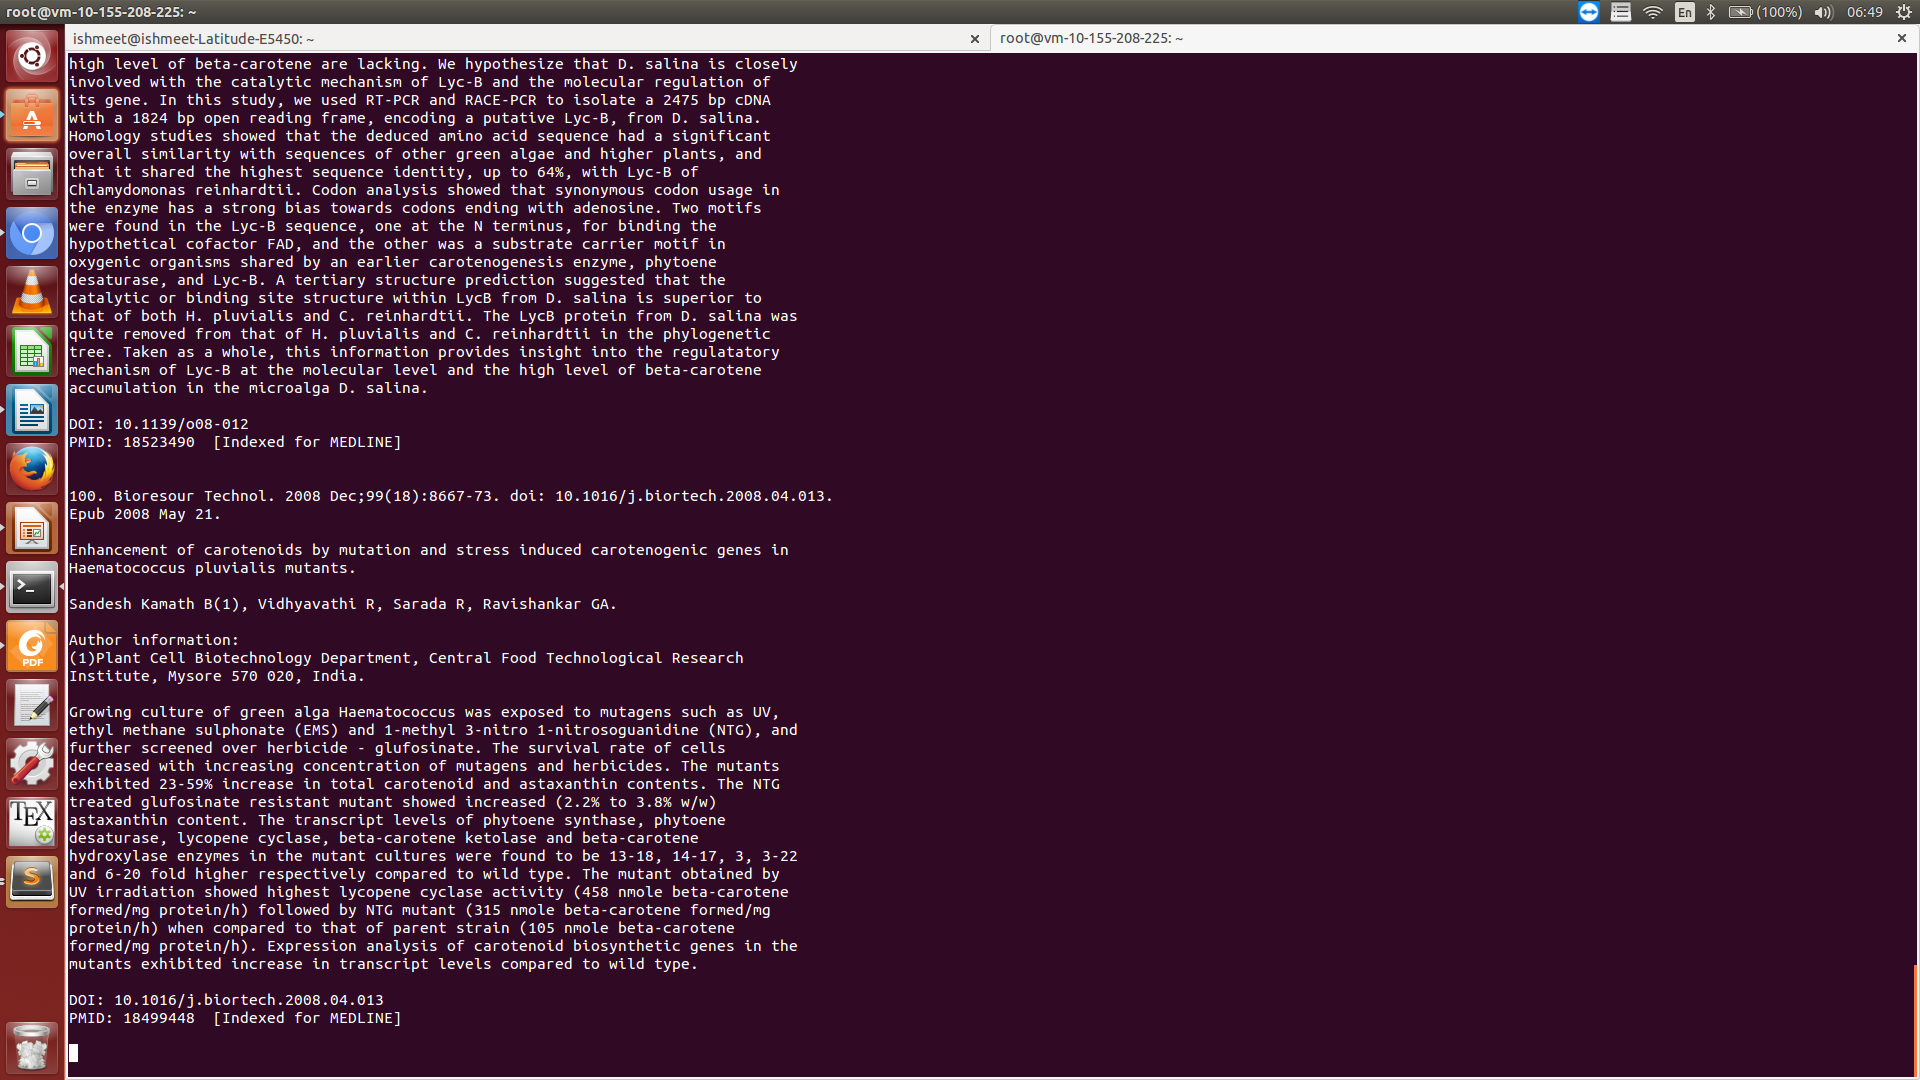 root@vm-10-155-208-225: ~
En
(100%)
06:49
ishmeet@ishmeet-Latitude-E5450: ~
root@vm-10-155-208-225: ~
high level of beta-carotene are lacking. We hypothesize that D. salina is closely
involved with the catalytic mechanism of Lyc-B and the molecular regulation of
its gene. In this study, we used RT-PCR and RACE-PCR to isolate a 2475 bp cDNA
with a 1824 bp open reading frame, encoding a putative Lyc-B, from D. salina.
Homology studies showed that the deduced amino acid sequence had a significant
overall similarity with sequences of other green algae and higher plants, and
that it shared the highest sequence identity, up to 64%, with Lyc-B of
Chlamydomonas reinhardtii. Codon analysis showed that synonymous codon usage in
the enzyme has a strong bias towards codons ending with adenosine. Two motifs
were found in the Lyc-B sequence, one at the N terminus, for binding the
hypothetical cofactor FAD, and the other was a substrate carrier motif in
oxygenic organisms shared by an earlier carotenogenesis enzyme, phytoene
desaturase, and Lyc-B. A tertiary structure prediction suggested that the
catalytic or binding site structure within LycB from D. salina is superior to
that of both H. pluvialis and C. reinhardtii. The LycB protein from D. salina was
quite removed from that of H. pluvialis and C. reinhardtii in the phylogenetic
tree. Taken as a whole, this information provides insight into the regulatatory
mechanism of Lyc-B at the molecular level and the high level of beta-carotene
accumulation in the microalga D. salina.
DOI: 10.1139/o08-012
PMID: 18523490  [Indexed for MEDLINE]
100. Bioresour Technol. 2008 Dec;99(18):8667-73. doi: 10.1016/j.biortech.2008.04.013.
Epub 2008 May 21.
Enhancement of carotenoids by mutation and stress induced carotenogenic genes in
Haematococcus pluvialis mutants.
Sandesh Kamath B(1), Vidhyavathi R, Sarada R, Ravishankar GA.
Author information:
(1)Plant Cell Biotechnology Department, Central Food Technological Research
Institute, Mysore 570 020, India.
Growing culture of green alga Haematococcus was exposed to mutagens such as UV,
ethyl methane sulphonate (EMS) and 1-methyl 3-nitro 1-nitrosoguanidine (NTG), and
further screened over herbicide - glufosinate. The survival rate of cells
decreased with increasing concentration of mutagens and herbicides. The mutants
exhibited 23-59% increase in total carotenoid and astaxanthin contents. The NTG
treated glufosinate resistant mutant showed increased (2.2% to 3.8% w/w)
astaxanthin content. The transcript levels of phytoene synthase, phytoene
desaturase, lycopene cyclase, beta-carotene ketolase and beta-carotene
hydroxylase enzymes in the mutant cultures were found to be 13-18, 14-17, 3, 3-22
and 6-20 fold higher respectively compared to wild type. The mutant obtained by
UV irradiation showed highest lycopene cyclase activity (458 nmole beta-carotene
formed/mg protein/h) followed by NTG mutant (315 nmole beta-carotene formed/mg
protein/h) when compared to that of parent strain (105 nmole beta-carotene
formed/mg protein/h). Expression analysis of carotenoid biosynthetic genes in the
mutants exhibited increase in transcript levels compared to wild type.
DOI: 10.1016/j.biortech.2008.04.013
PMID: 18499448  [Indexed for MEDLINE]
PDF
TEX